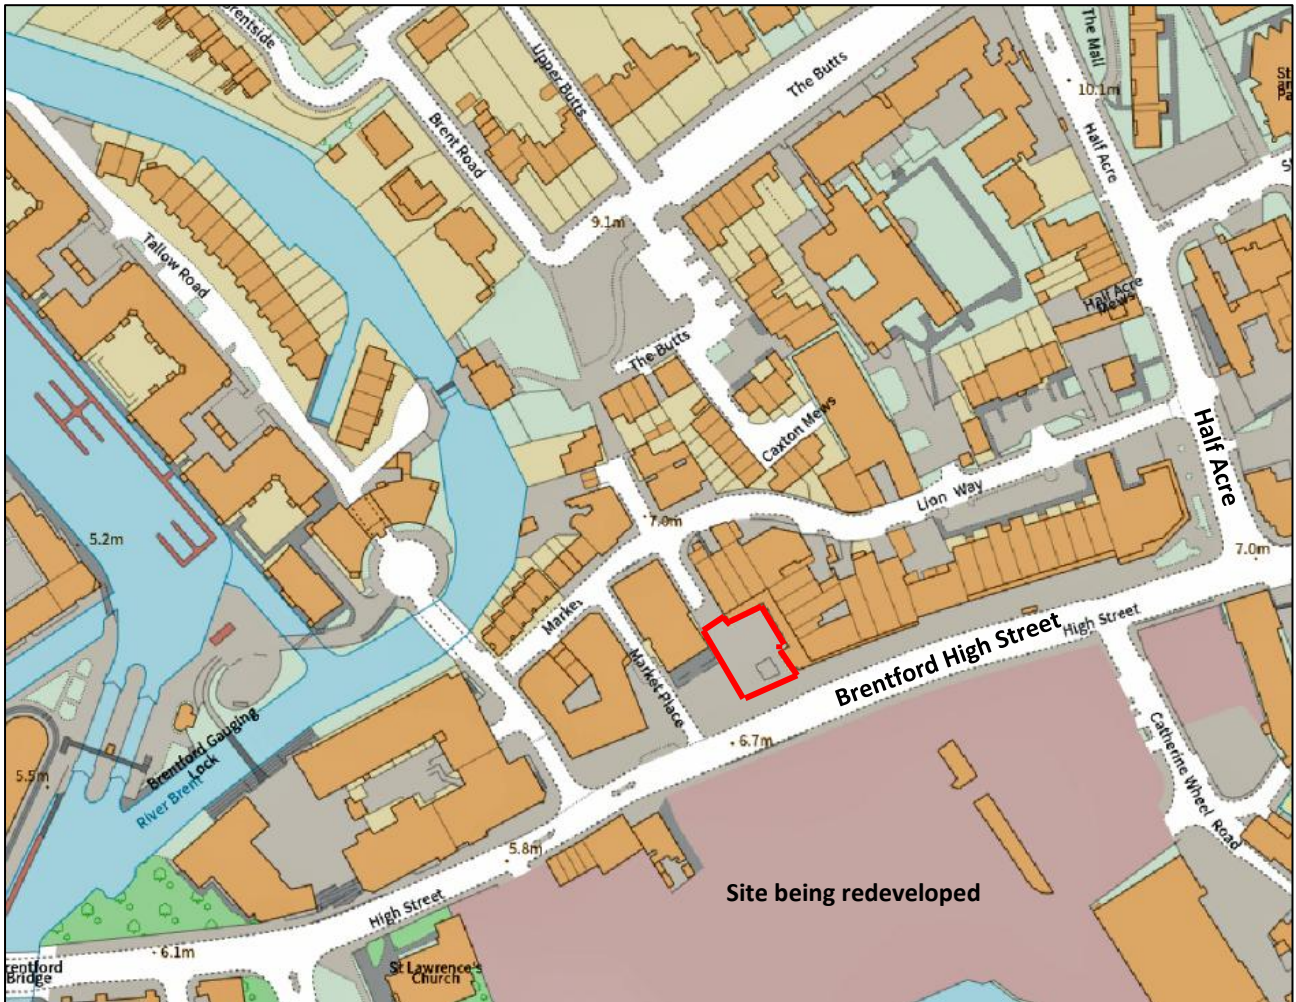 Brentside
Upper Butts
The Butts
The Mall
10.1m
Half Acre
Brent Road
9.1m
Tallow Road
Half Acre
Mews
The Butts
Caxton Mews
Half Acre
Lion Way
7.0m
5.2m
7.0m
Market
High Street
Brentford High Street
Market Place
6.7m
Catherine Wheel Road
Brentford Gauging
Lock
5.5m
River Brent
5.8m
Site being redeveloped
High Street
6.1m
rentford
Bridge
St Lawrence's
Church